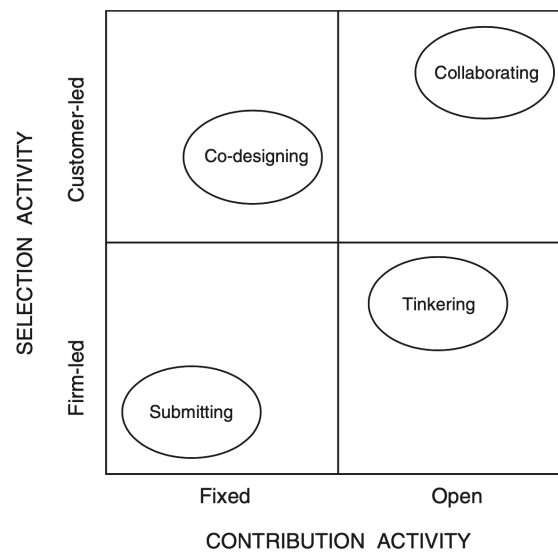 SELECTION ACTIVITY
Customer-led
Firm-led
Collaborating
Co-designing
Tinkering
Submitting
Fixed
Open
CONTRIBUTION ACTIVITY